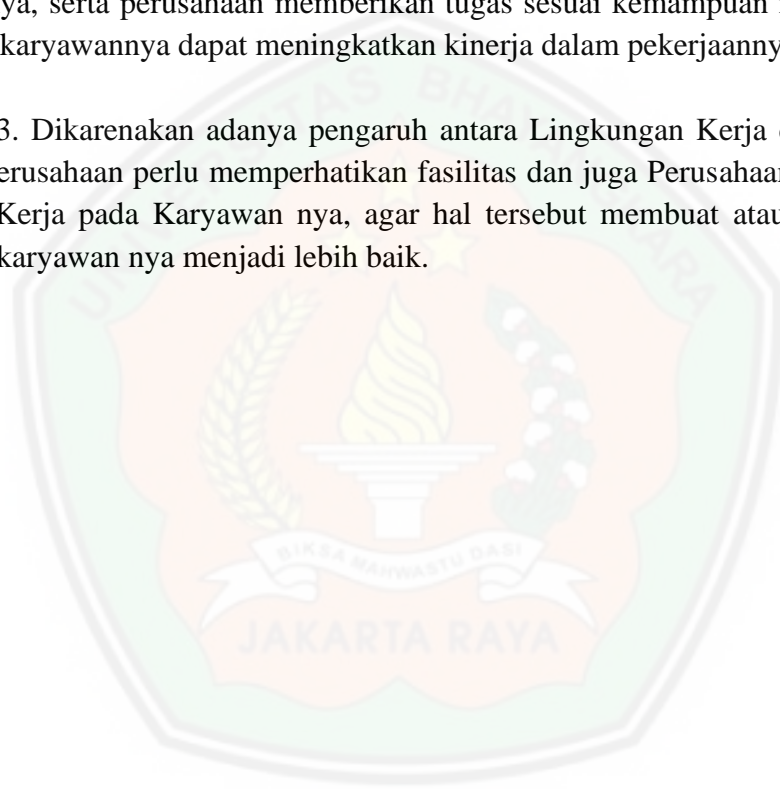 ya, serta perusahaan memberikan tugas sesuai kemampuan
karyawannya dapat meningkatkan kinerja dalam pekerjaanny
3. Dikarenakan adanya pengaruh antara Lingkungan Kerja
erusahaan perlu memperhatikan fasilitas dan juga Perusahaan
Kerja pada Karyawan nya, agar hal tersebut membuat atau
karyawan nya menjadi lebih baik.
UNIVERSITAS BHAYANGKARA
BIKSA MAHWASTU DASI
JAKARTA RAYA